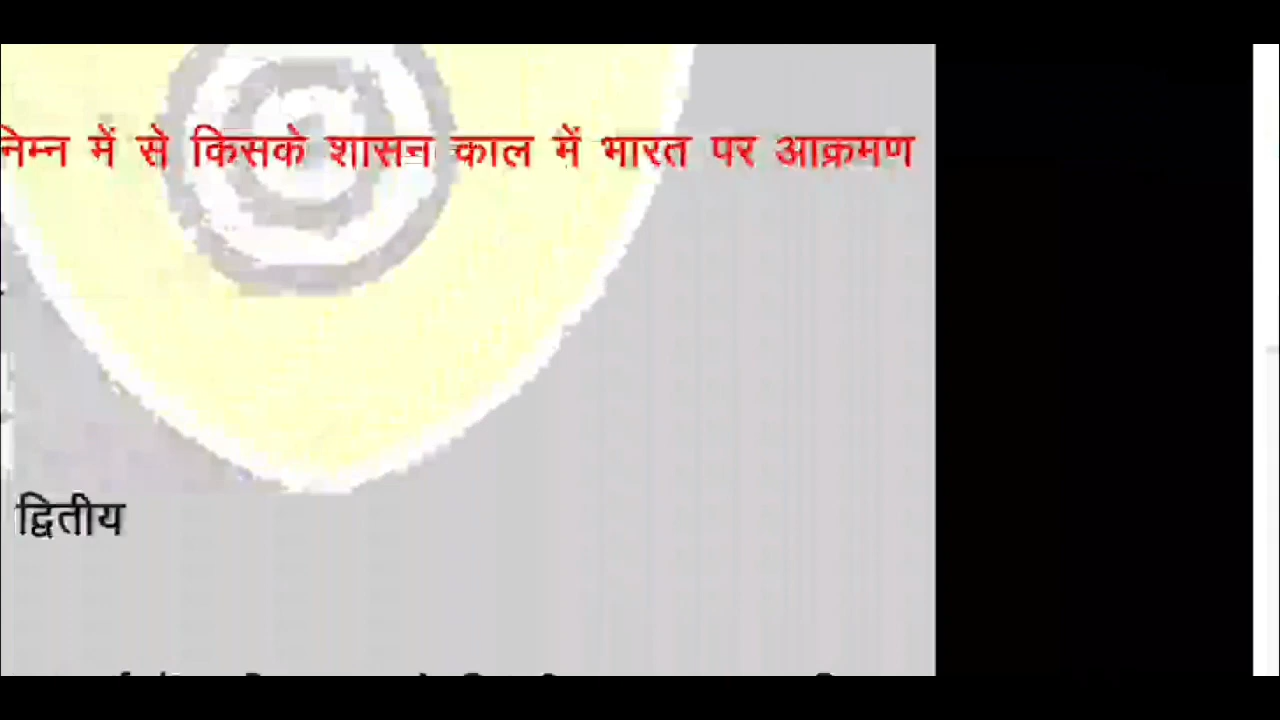 निम्न में से किसके शासन काल में भारत पर आक्रमण
द्वितीय